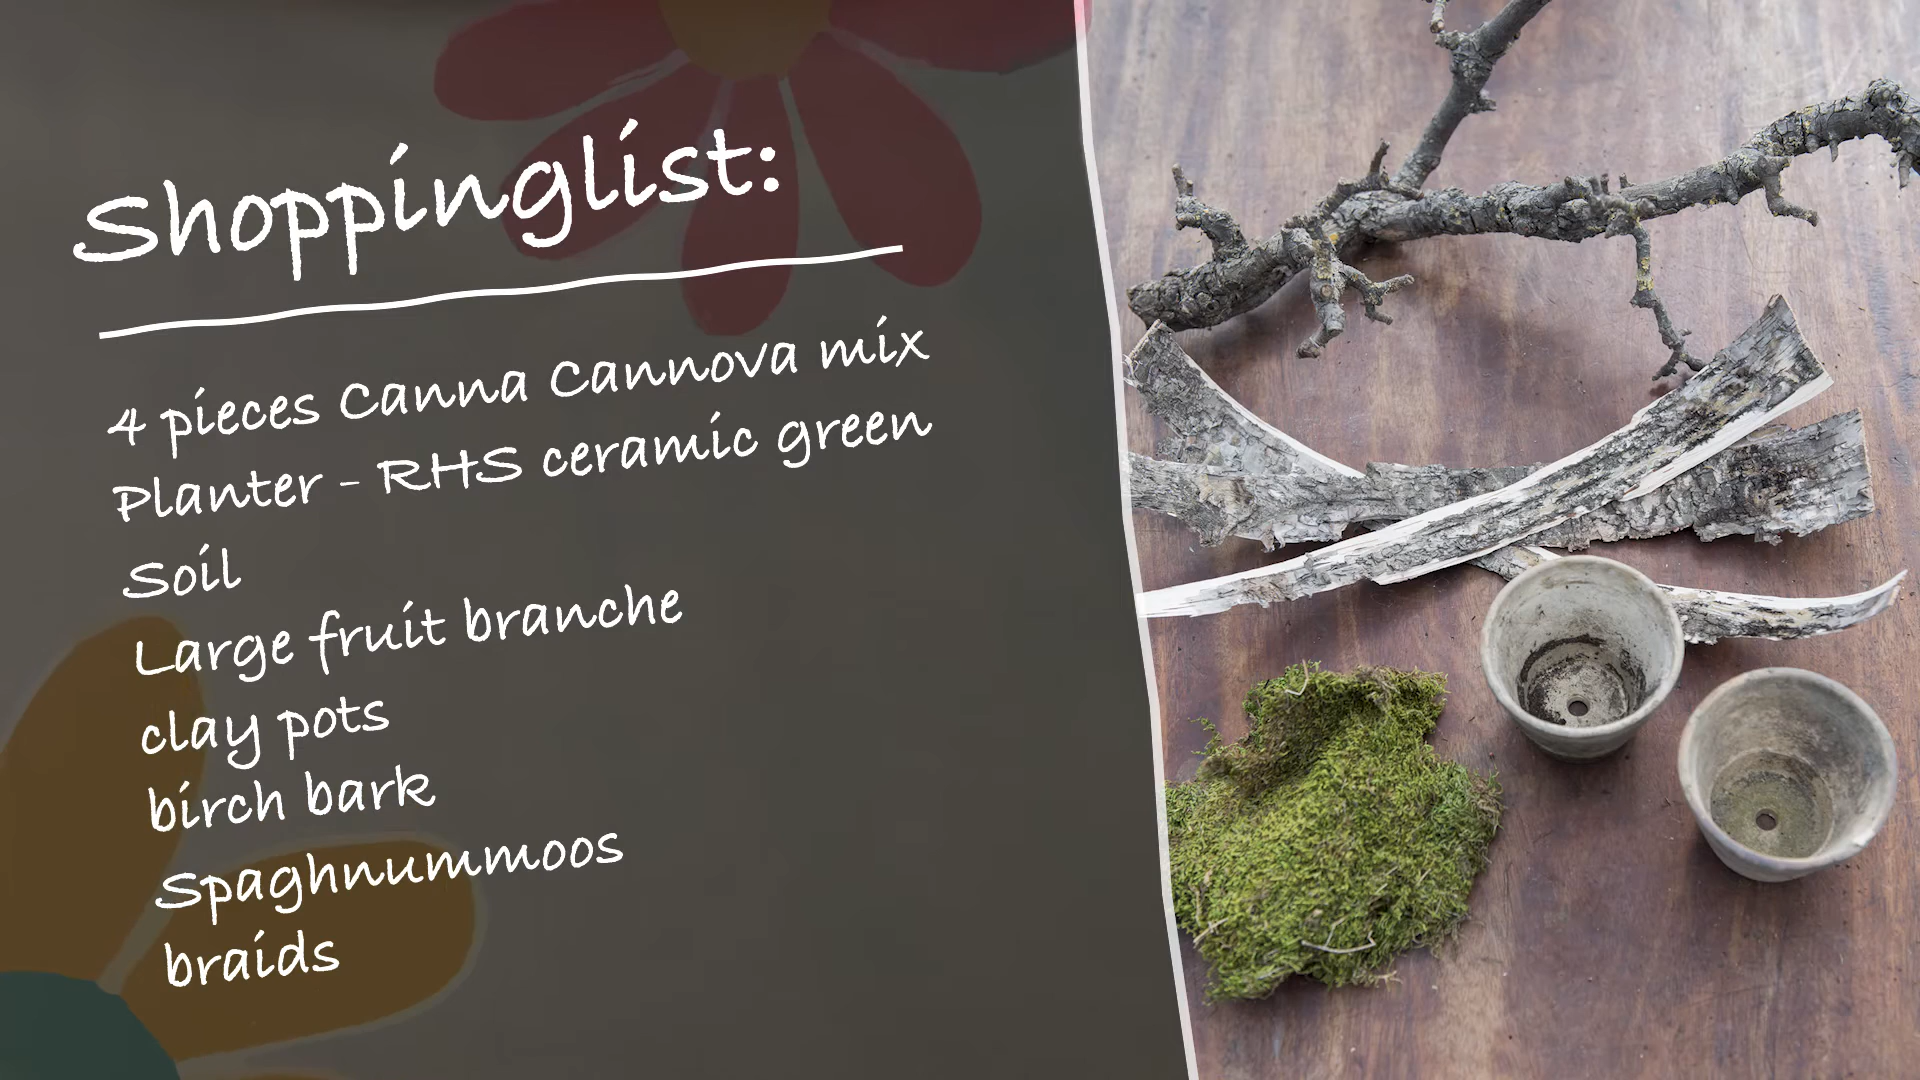 Shoppinglist:
4 pieces Canna Cannova mix
Planter - RHS ceramic green
Soil
Large fruit branche
clay pots
birch bark
Spaghnummoos
braids